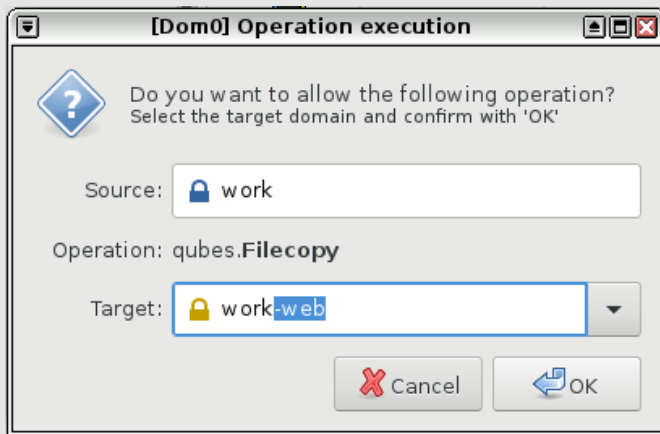 [Dom0] Operation execution
Do you want to allow the following operation?
Select the target domain and confirm with 'OK'
Source: work
Operation: qubes.Filecopy
Target: work-web
Cancel OK